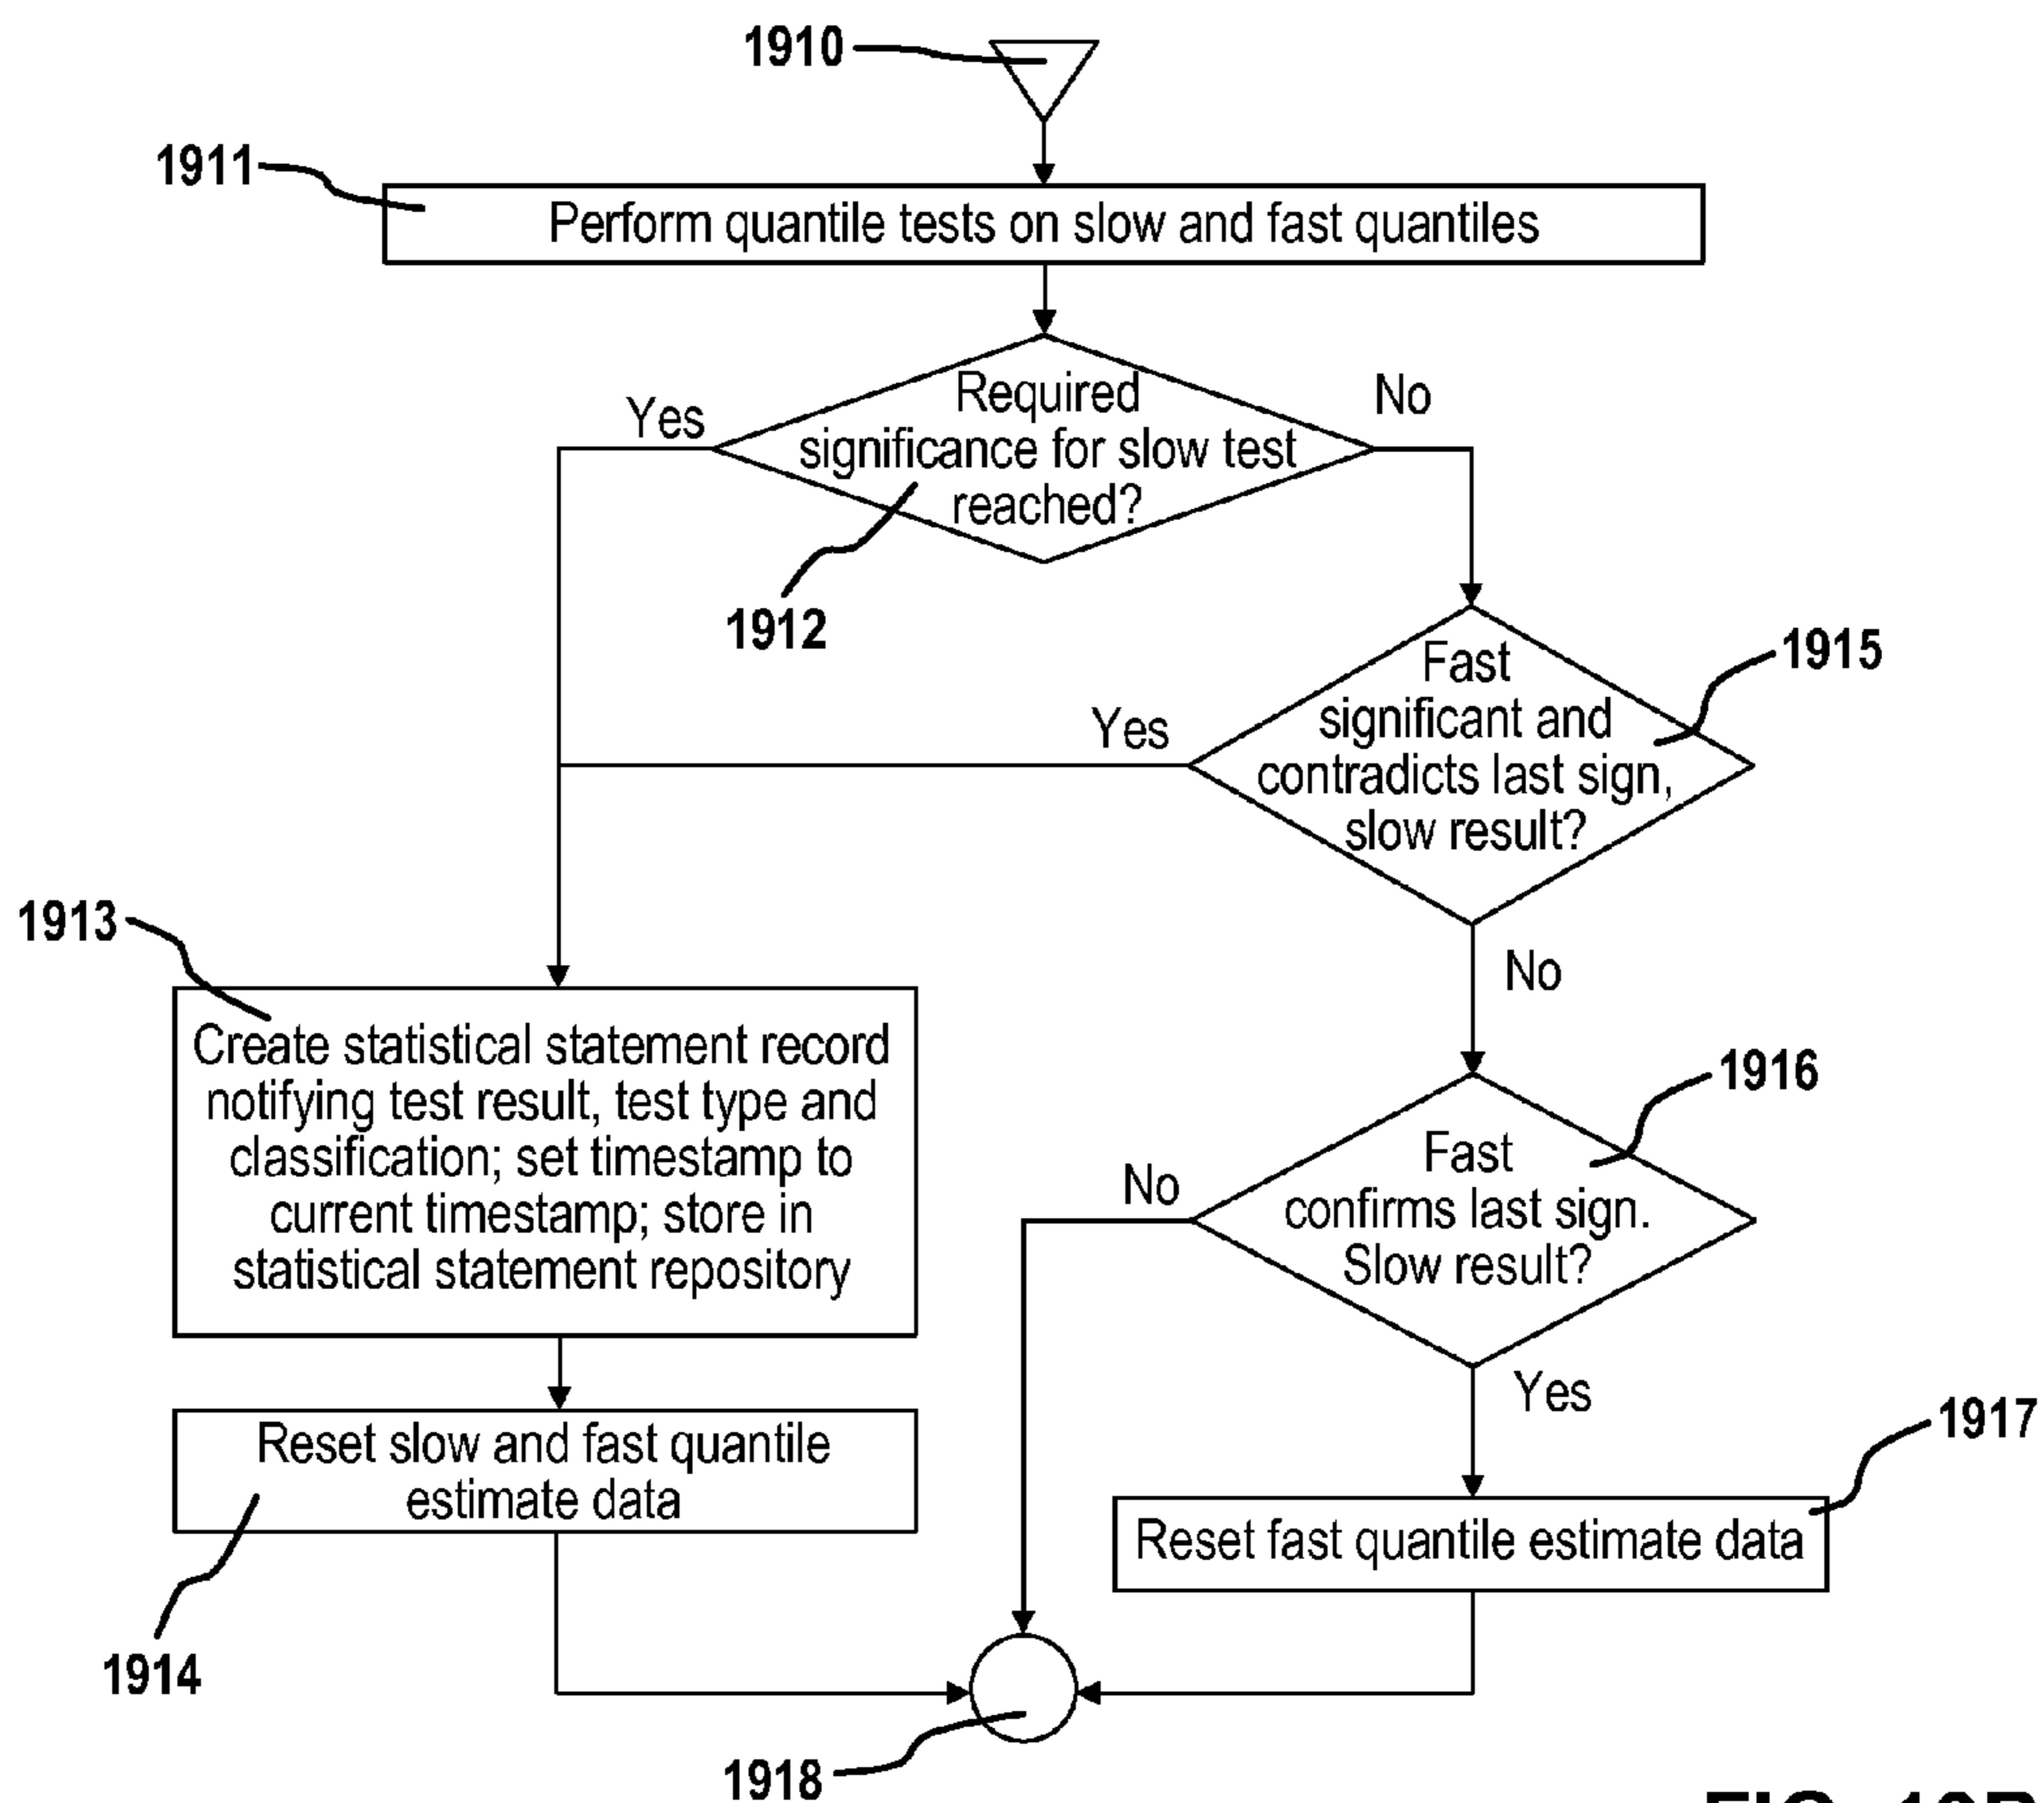 1910
1911
Perform quantile tests on slow and fast quantiles
Yes
Required
significance for slow test
reached?
No
1912
Fast
significant and
contradicts last sign,
slow result?
1915
Yes
No
1913
Create statistical statement record
notifying test result, test type and
classification; set timestamp to
current timestamp; store in
statistical statement repository
1916
Fast
confirms last sign.
Slow result?
No
Yes
1917
Reset slow and fast quantile
estimate data
Reset fast quantile estimate data
1914
1918